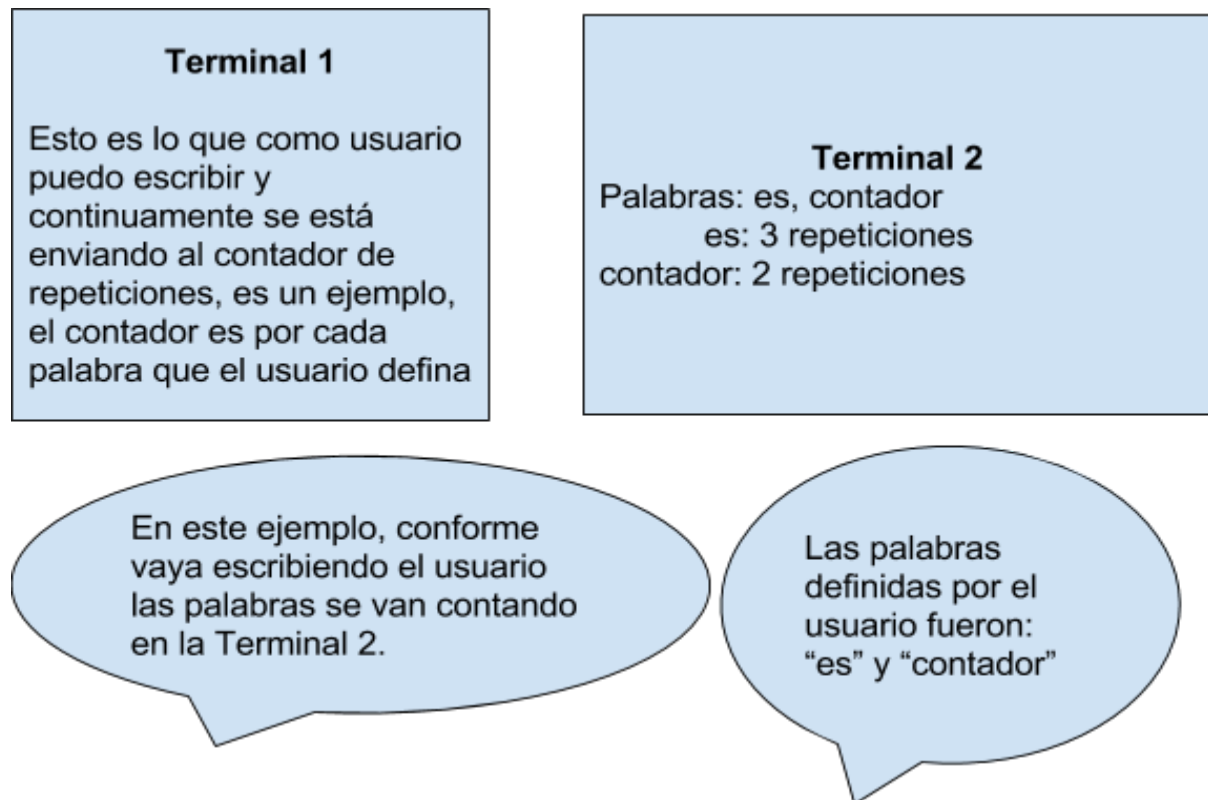 Terminal 1
Esto es lo que como usuario
puedo escribir y
continuamente se está
enviando al contador de
repeticiones, es un ejemplo,
el contador es por cada
palabra que el usuario defina
Terminal 2
Palabras: es, contador
es: 3 repeticiones
contador: 2 repeticiones
En este ejemplo, conforme
vaya escribiendo el usuario
las palabras se van contando
en la Terminal 2.
Las palabras
definidas por el
usuario fueron:
“es” y “contador”